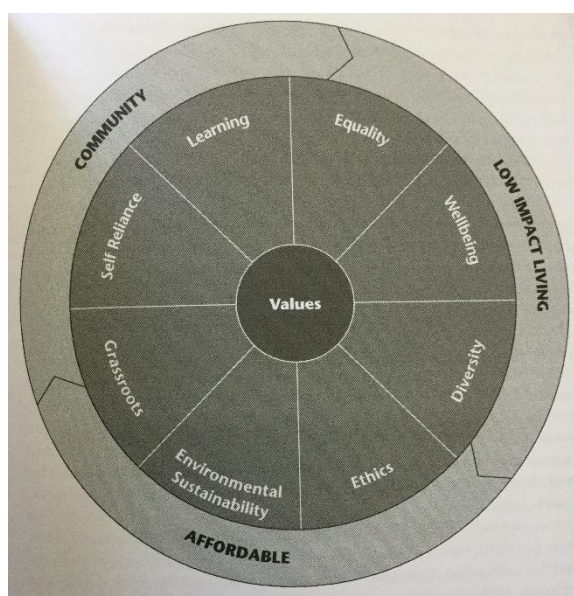 COMMUNITY
LOW IMPACT LIVING
AFFORDABLE
Learning
Equality
Wellbeing
Diversity
Ethics
Environmental
Sustainability
Grassroots
Self Reliance
Values